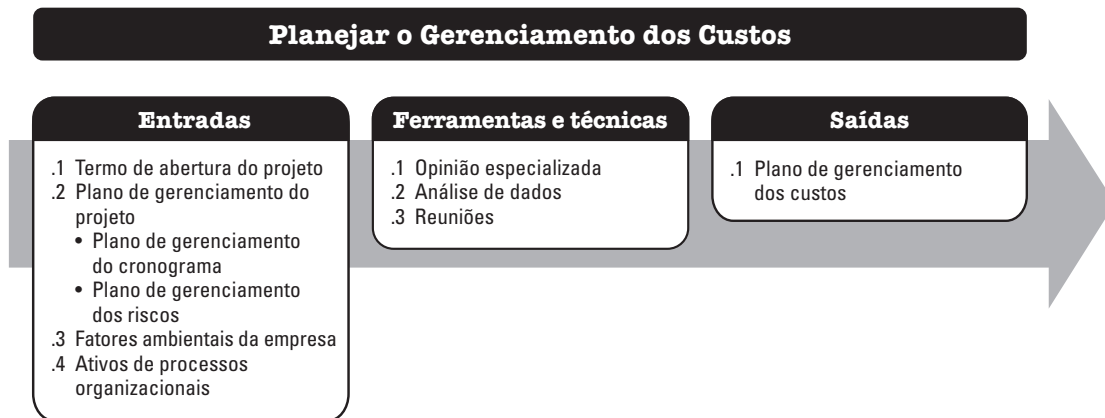 Planejar o Gerenciamento dos Custos
Entradas
.1 Termo de abertura do projeto
.2 Plano de gerenciamento do
projeto
• Plano de gerenciamento
do cronograma
• Plano de gerenciamento
dos riscos
.3 Fatores ambientais da empresa
.4 Ativos de processos
organizacionais
Ferramentas e técnicas
.1 Opinião especializada
.2 Análise de dados
.3 Reuniões
Saídas
.1 Plano de gerenciamento
dos custos